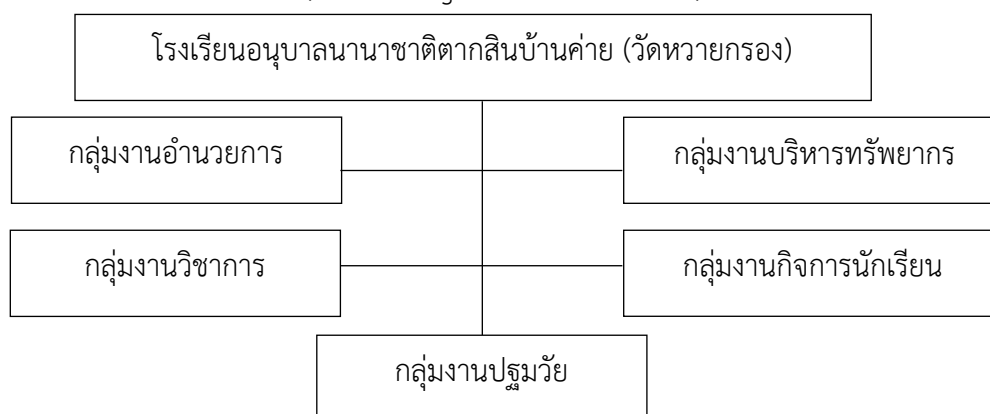 โรงเรียนอนุบาลนานาชาติตากสินบ้านค่าย (วัดหวายกรอง)
กลุ่มงานอำนวยการ
กลุ่มงานบริหารทรัพยากร
กลุ่มงานวิชาการ
กลุ่มงานกิจการนักเรียน
กลุ่มงานปฐมวัย